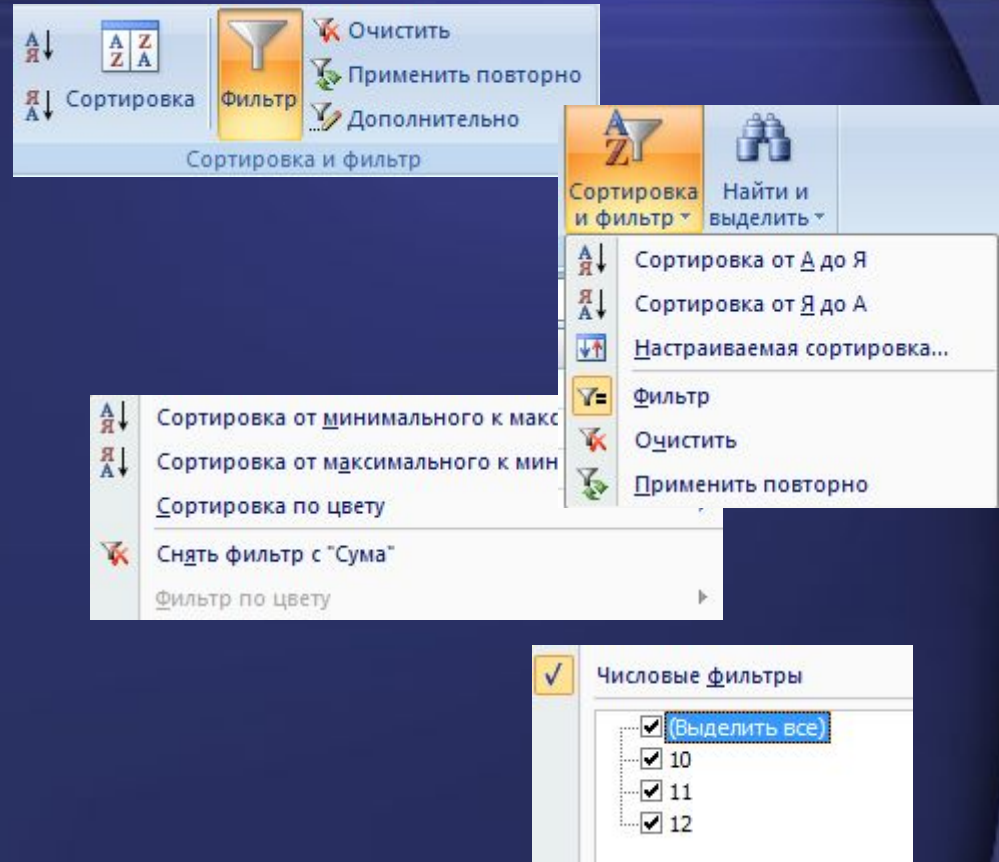 Очистить
Применить повторно
Сортировка
Фильтр
Дополнительно
Сортировка и фильтр
Сортировка
и фильтр
Найти и
выделить
Сортировка от А до Я
Сортировка от Я до А
Настраиваемая сортировка...
Фильтр
Очистить
Применить повторно
Сортировка от минимального к макс
Сортировка от максимального к мин
Сортировка по цвету
Снять фильтр с "Сума"
Фильтр по цвету
Числовые фильтры
(Выделить все)
10
11
12